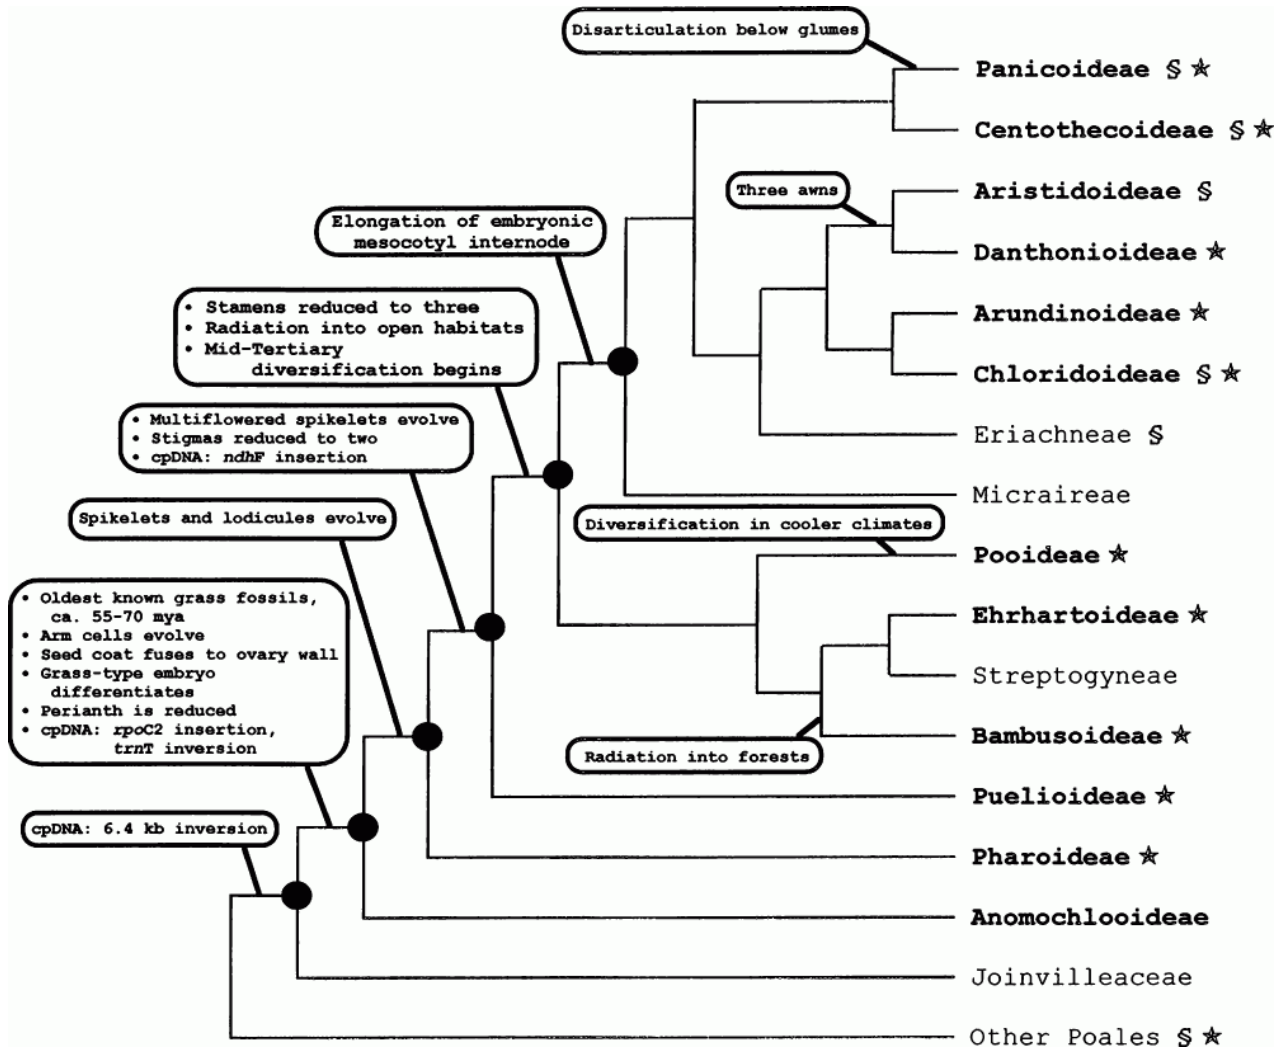 Disarticulation below glumes
Panicoideae § ☆
Centothecoideae § ☆
Three awns
Aristidoideae §
Elongation of embryonic
mesocotyl internode
Danthonioideae ☆
• Stamens reduced to three
• Radiation into open habitats
• Mid-Tertiary
diversification begins
Arundinoideae ☆
Chloridoideae § ☆
• Multiflowered spikelets evolve
• Stigmas reduced to two
• cpDNA: ndhF insertion
Eriachneae §
Micraireae
Spikelets and lodicules evolve
Diversification in cooler climates
Pooideae ☆
• Oldest known grass fossils,
ca. 55-70 mya
• Arm cells evolve
• Seed coat fuses to ovary wall
• Grass-type embryo
differentiates
• Perianth is reduced
• cpDNA: rpoC2 insertion,
trnT inversion
Ehrhartoideae ☆
Streptogyneae
Bambusoideae ☆
Radiation into forests
Puelioideae ☆
cpDNA: 6.4 kb inversion
Pharoideae ☆
Anomochlooideae
Joinvilleaceae
Other Poales § ☆